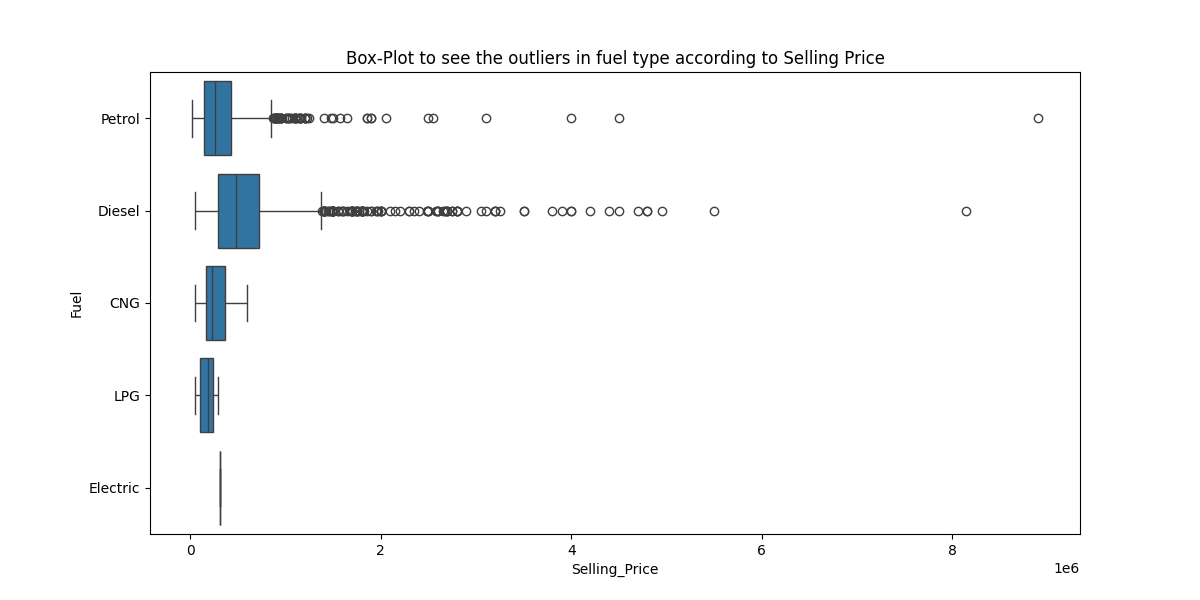 Box-Plot to see the outliers in fuel type according to Selling Price
Petrol
Diesel
CNG
LPG
Electric
Fuel
0 2 4 6 8
1e6
Selling_Price